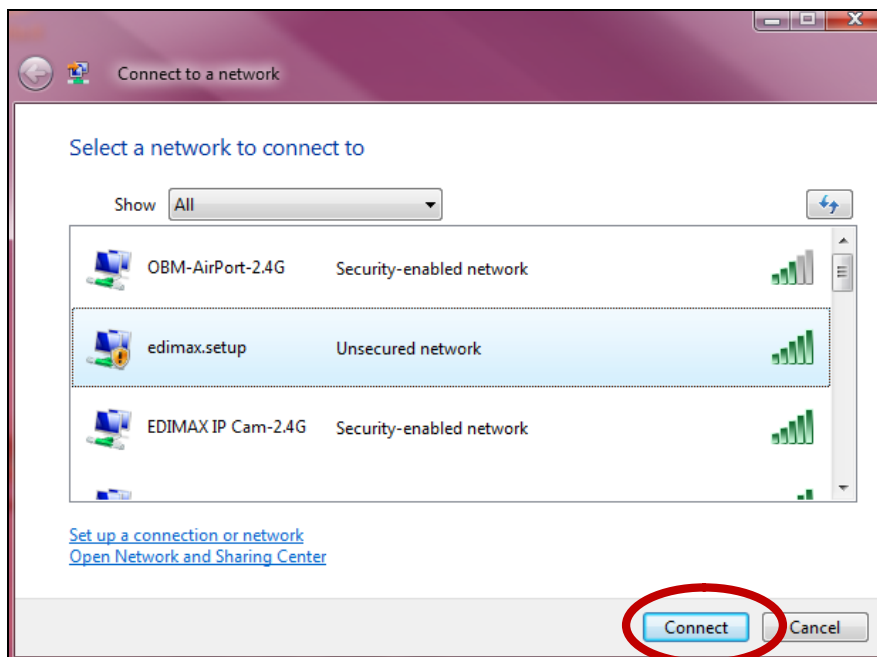 Connect to a network
Select a network to connect to
Show All
OBM-AirPort-2.4G Security-enabled network
edimax.setup Unsecured network
EDIMAX IP Cam-2.4G Security-enabled network
Set up a connection or network
Open Network and Sharing Center
Connect Cancel